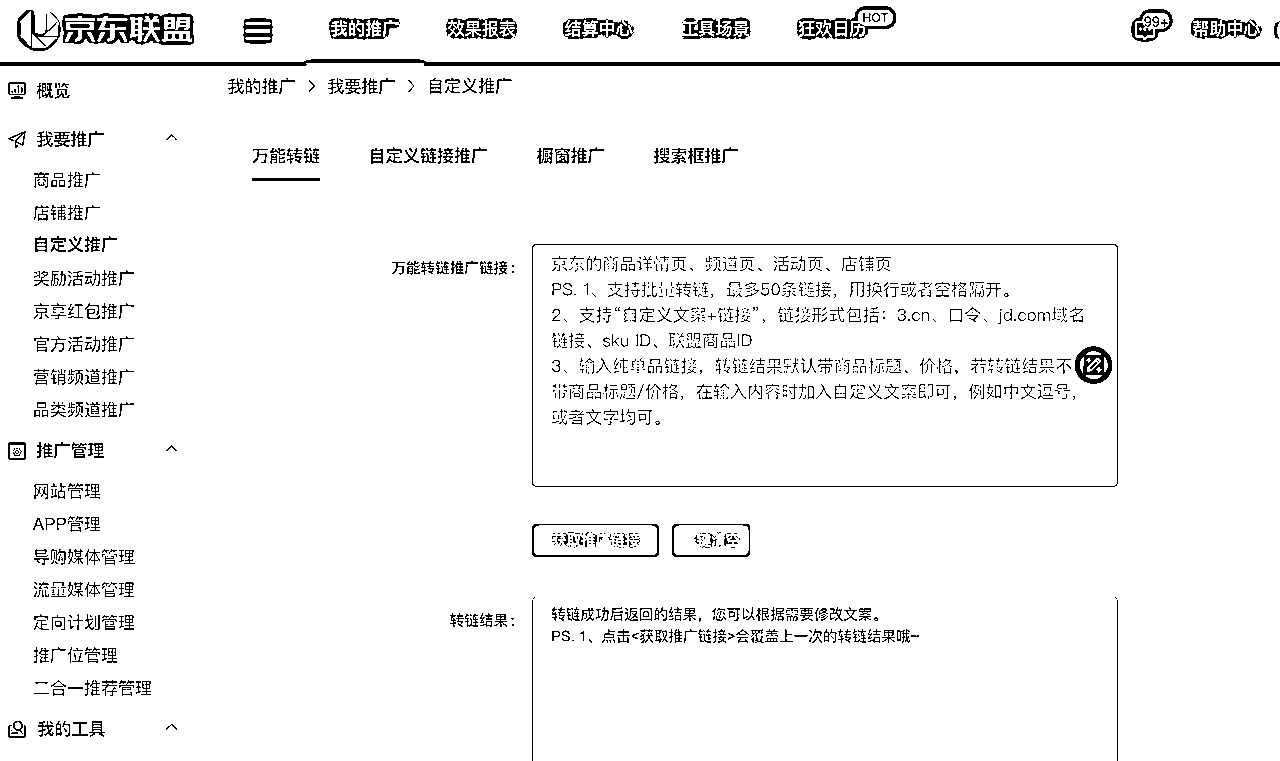 京东联盟
我的推广
效果报表
结算中心
工具场景
狂欢日历
HOT
99+
帮助中心
概览
我要推广
商品推广
店铺推广
自定义推广
奖励活动推广
京享红包推广
官方活动推广
营销频道推广
品类频道推广
推广管理
网站管理
APP管理
导购媒体管理
流量媒体管理
定向计划管理
推广位管理
二合一推荐管理
我的工具
我的推广 > 我要推广 > 自定义推广
万能转链
自定义链接推广
橱窗推广
搜索框推广
万能转链推广链接：
京东的商品详情页、频道页、活动页、店铺页
PS. 1、支持批量转链，最多50条链接，用换行或者空格隔开。
2、支持“自定义文案+链接”，链接形式包括：3.cn、口令、jd.com域名
链接、sku ID、联盟商品ID
3、输入纯单品链接，转链结果默认带商品标题、价格，若转链结果不
带商品标题/价格，在输入内容时加入自定义文案即可，例如中文逗号，
或者文字均可。
获取推广链接
一键清空
转链结果：
转链成功后返回的结果，您可以根据需要修改文案。
PS. 1、点击<获取推广链接>会覆盖上一次的转链结果哦~